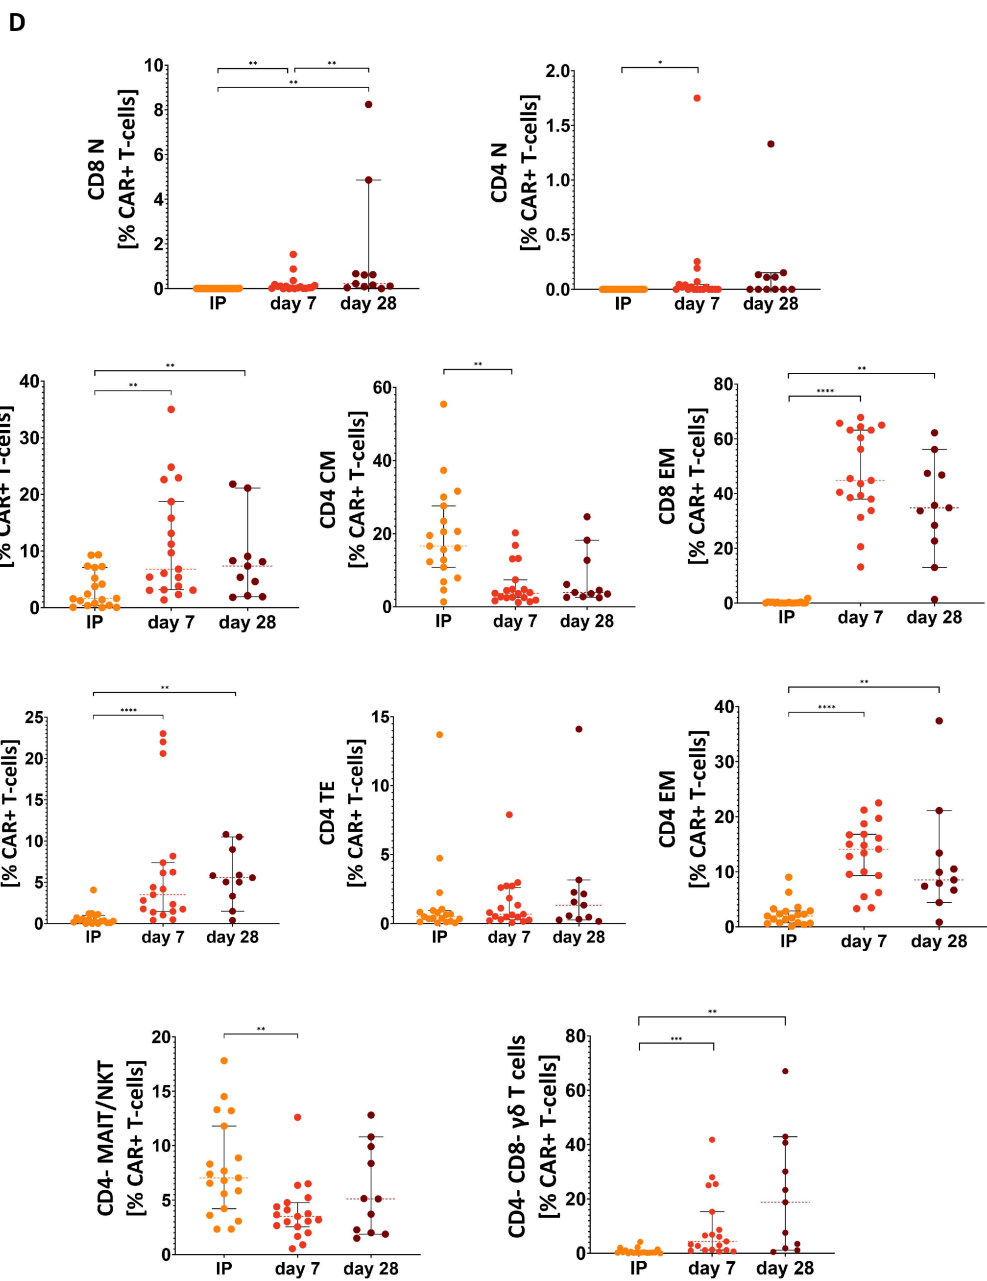 D
CD8 N
[% CAR+ T-cells]
10
8
6
4
2
0
** **
**
IP day 7 day 28
CD4 N
[% CAR+ T-cells]
2.0
1.5
1.0
0.5
0.0
*
IP day 7 day 28
[% CAR+ T-cells]
40
30
20
10
0
**
**
IP day 7 day 28
CD4 CM
[% CAR+ T-cells]
60
40
20
0
**
IP day 7 day 28
CD8 EM
[% CAR+ T-cells]
80
60
40
20
0
**
****
IP day 7 day 28
[% CAR+ T-cells]
25
20
15
10
5
0
**
****
IP day 7 day 28
CD4 TE
[% CAR+ T-cells]
15
10
5
0
IP day 7 day 28
CD4 EM
[% CAR+ T-cells]
40
30
20
10
0
**
****
IP day 7 day 28
CD4- MAIT/NKT
[% CAR+ T-cells]
20
15
10
5
0
**
IP day 7 day 28
CD4- CD8- γδ T cells
[% CAR+ T-cells]
80
60
40
20
0
**
***
IP day 7 day 28